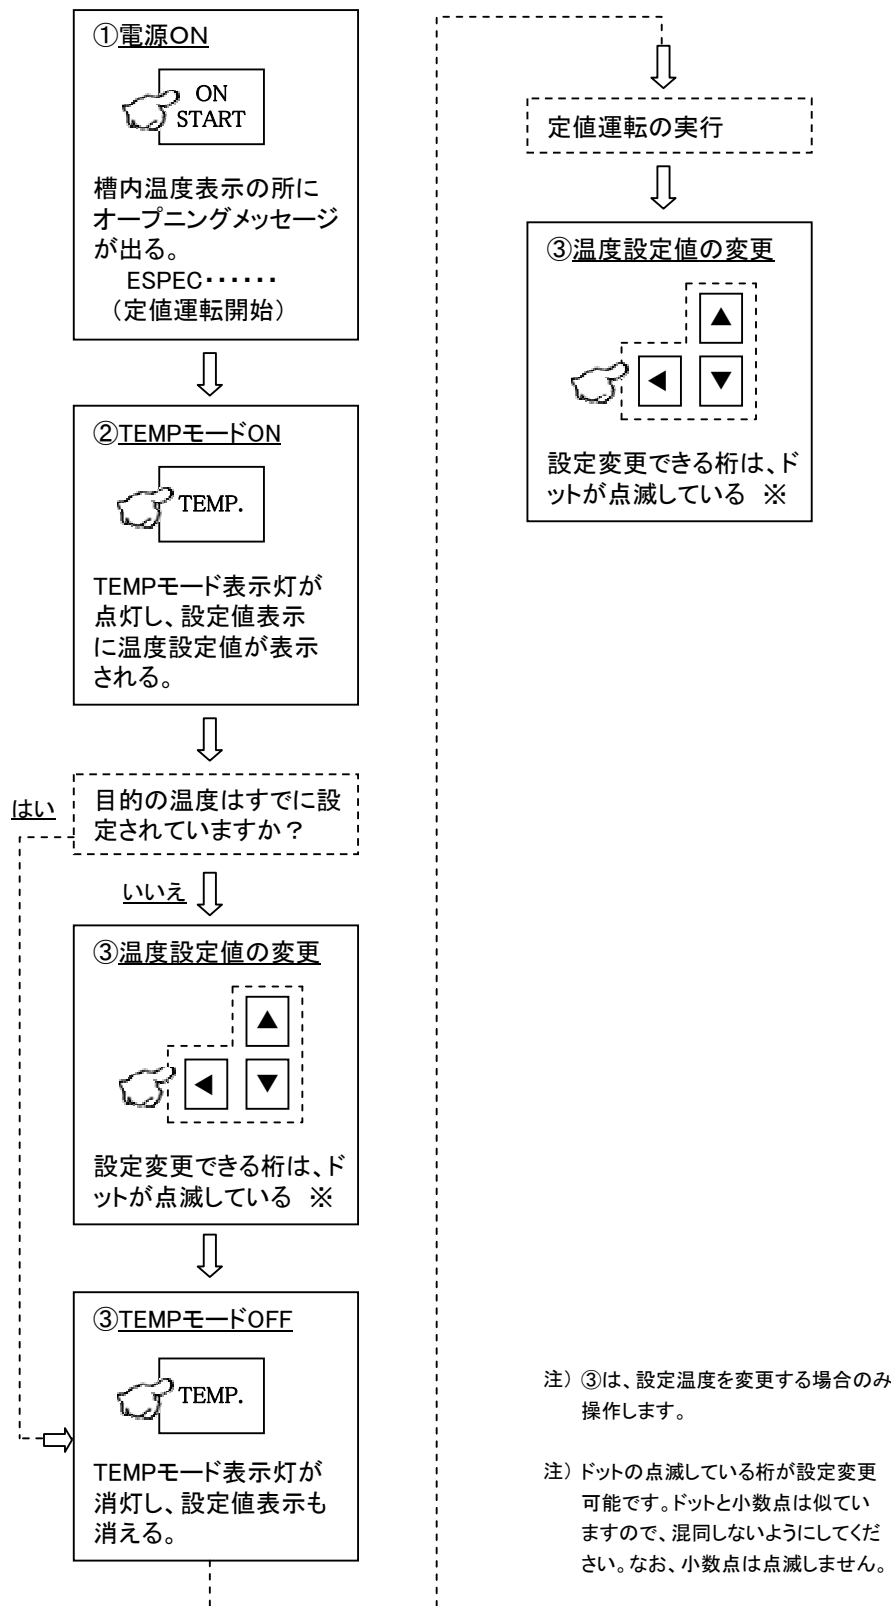 ①電源ON
ON
START
槽内温度表示の所に
オープニングメッセージ
が出る。
ESPEC・・・・・・
（定値運転開始）
②TEMPモードON
TEMP.
TEMPモード表示灯が
点灯し、設定値表示
に温度設定値が表示
される。
はい
目的の温度はすでに設
定されていますか？
いいえ
③温度設定値の変更
▲
◀
▼
設定変更できる桁は、ド
ットが点滅している ※
③TEMPモードOFF
TEMP.
TEMPモード表示灯が
消灯し、設定値表示も
消える。
定値運転の実行
③温度設定値の変更
▲
◀
▼
設定変更できる桁は、ド
ットが点滅している ※
注）③は、設定温度を変更する場合のみ
操作します。
注）ドットの点滅している桁が設定変更
可能です。ドットと小数点は似てい
ますので、混同しないようにしてくだ
さい。なお、小数点は点滅しません。